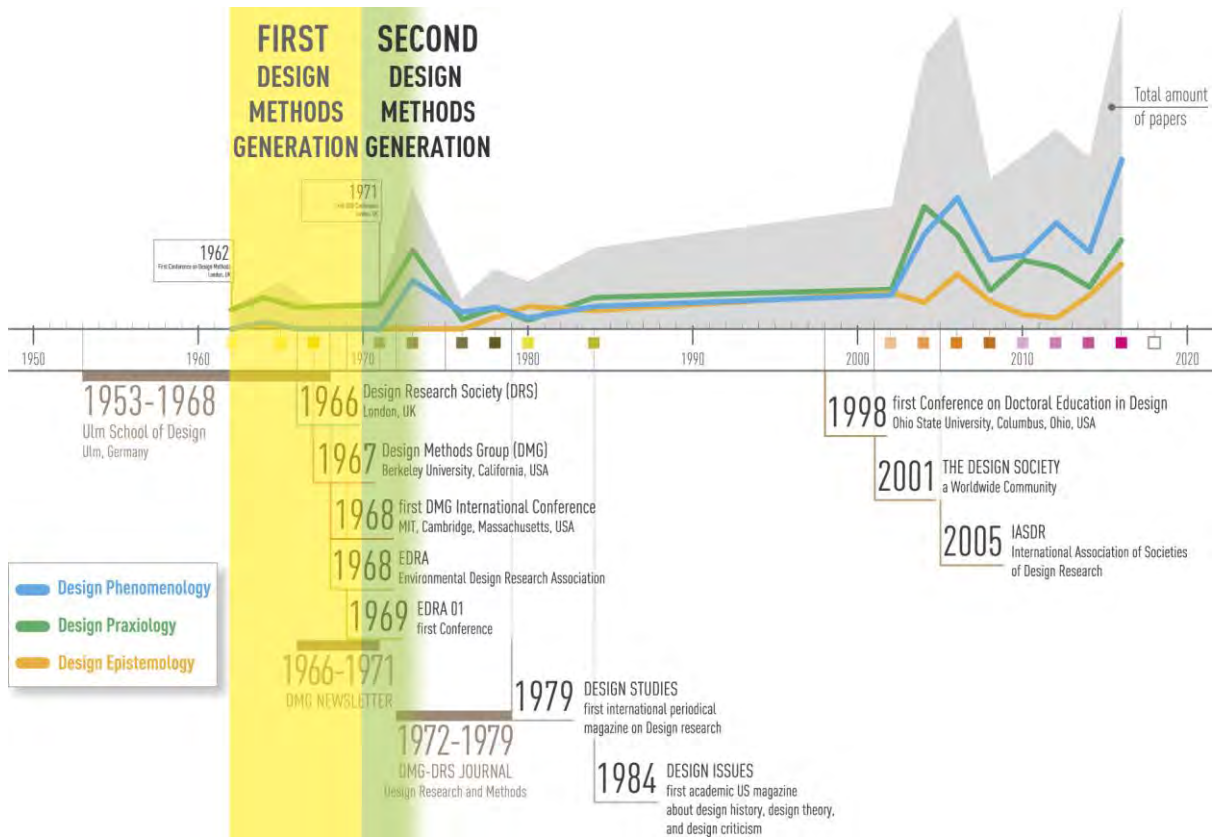 FIRST
DESIGN
METHODS
GENERATION
SECOND
DESIGN
METHODS
GENERATION
Total amount
of papers
1971
London, UK
1962
First Conference on Design Methods
London, UK
1950
1960
1970
1980
1990
2000
2010
2020
1953-1968
Ulm School of Design
Ulm, Germany
1966
Design Research Society (DRS)
London, UK
1967
Design Methods Group (DMG)
Berkeley University, California, USA
1968
first DMG International Conference
MIT, Cambridge, Massachusetts, USA
1968
EDRA
Environmental Design Research Association
1969
EDRA 01
first Conference
1966-1971
DMG NEWSLETTER
1972-1979
DMG-DRS JOURNAL
Design Research and Methods
1979
DESIGN STUDIES
first international periodical
magazine on Design research
1984
DESIGN ISSUES
first academic US magazine
about design history, design theory,
and design criticism
1998
first Conference on Doctoral Education in Design
Ohio State University, Columbus, Ohio, USA
2001
THE DESIGN SOCIETY
a Worldwide Community
2005
IASDR
International Association of Societies
of Design Research
Design Phenomenology
Design Praxiology
Design Epistemology